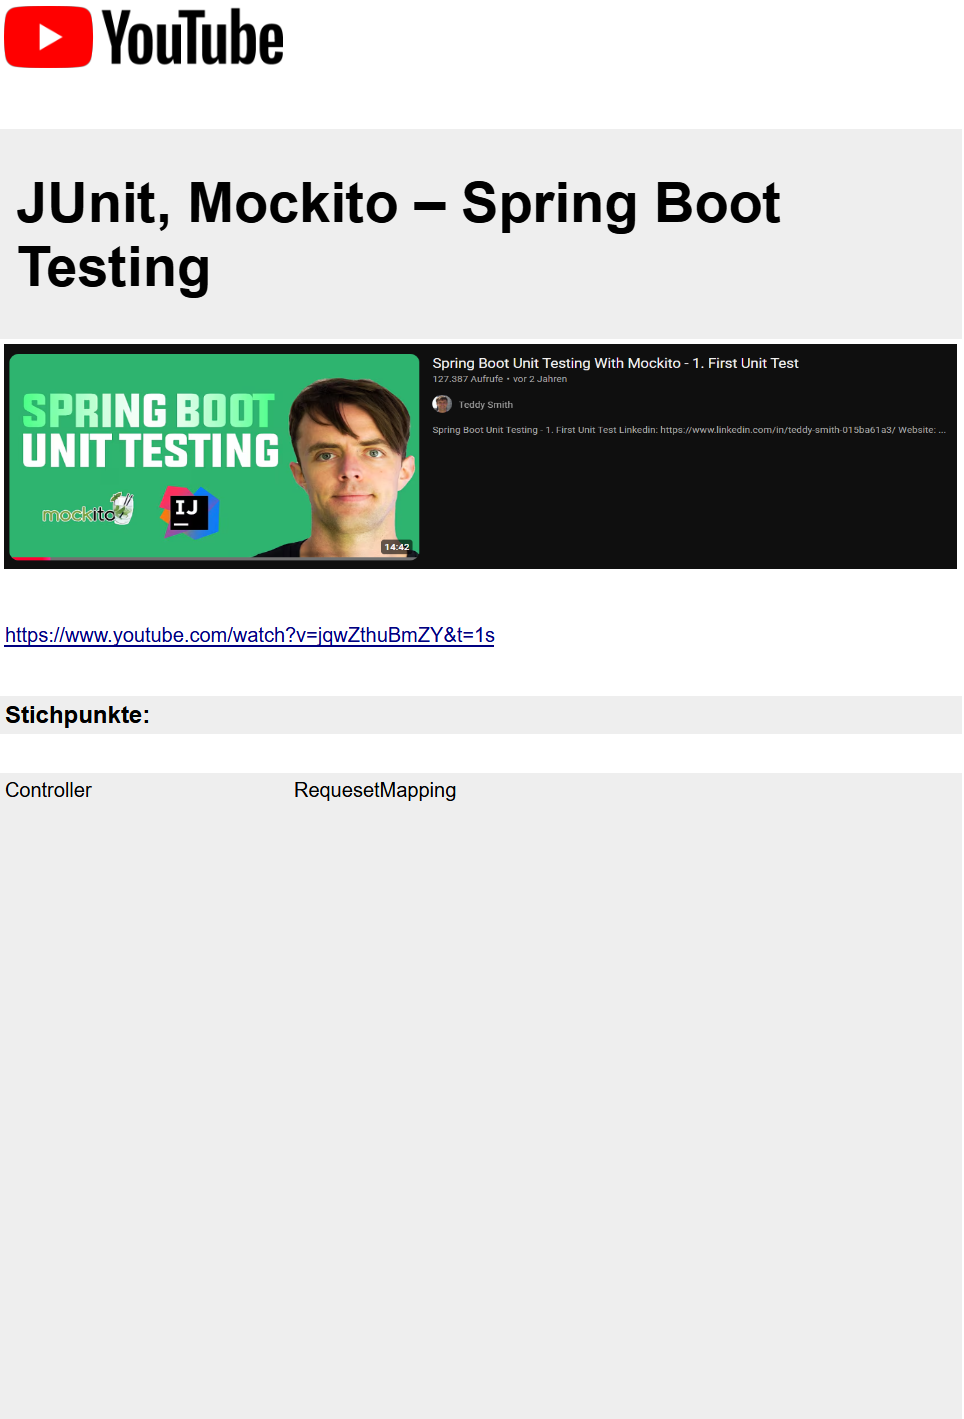 YouTube
JUnit, Mockito – Spring Boot
Testing
SPRING BOOT
UNIT TESTING
mockito
IJ
14:42
Spring Boot Unit Testing With Mockito - 1. First Unit Test
127.387 Aufrufe • vor 2 Jahren
Teddy Smith
Spring Boot Unit Testing - 1. First Unit Test Linkedin: https://www.linkedin.com/in/teddy-smith-015ba61a3/ Website: ...
https://www.youtube.com/watch?v=jqwZthuBmZY&t=1s
Stichpunkte:
Controller RequesetMapping